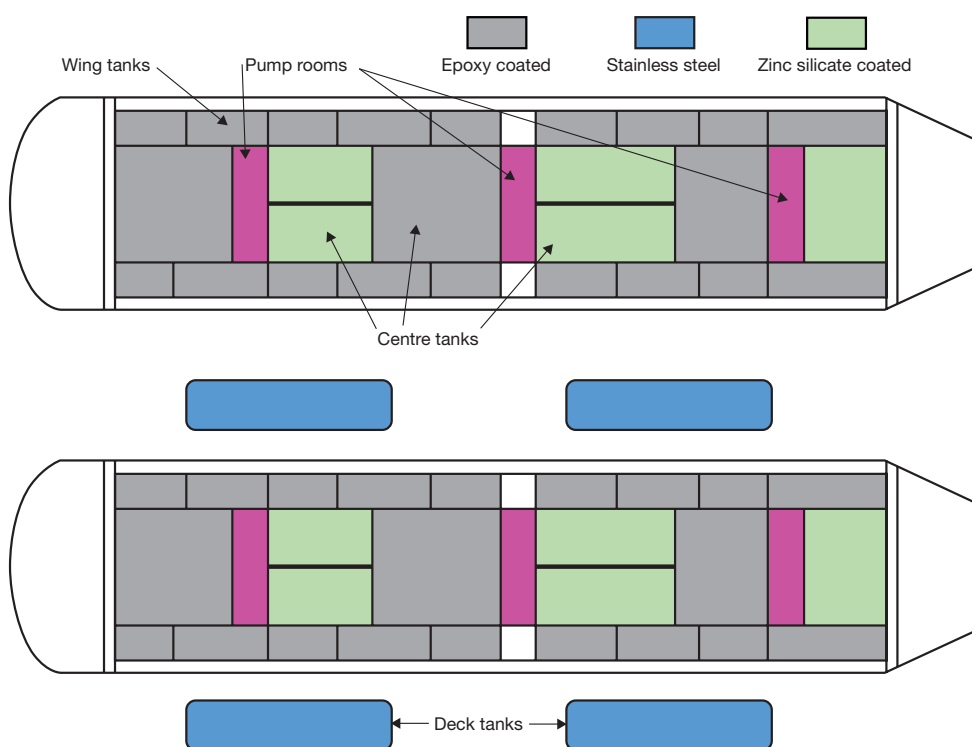 Epoxy coated
Stainless steel
Zinc silicate coated
Wing tanks
Pump rooms
Centre tanks
Deck tanks